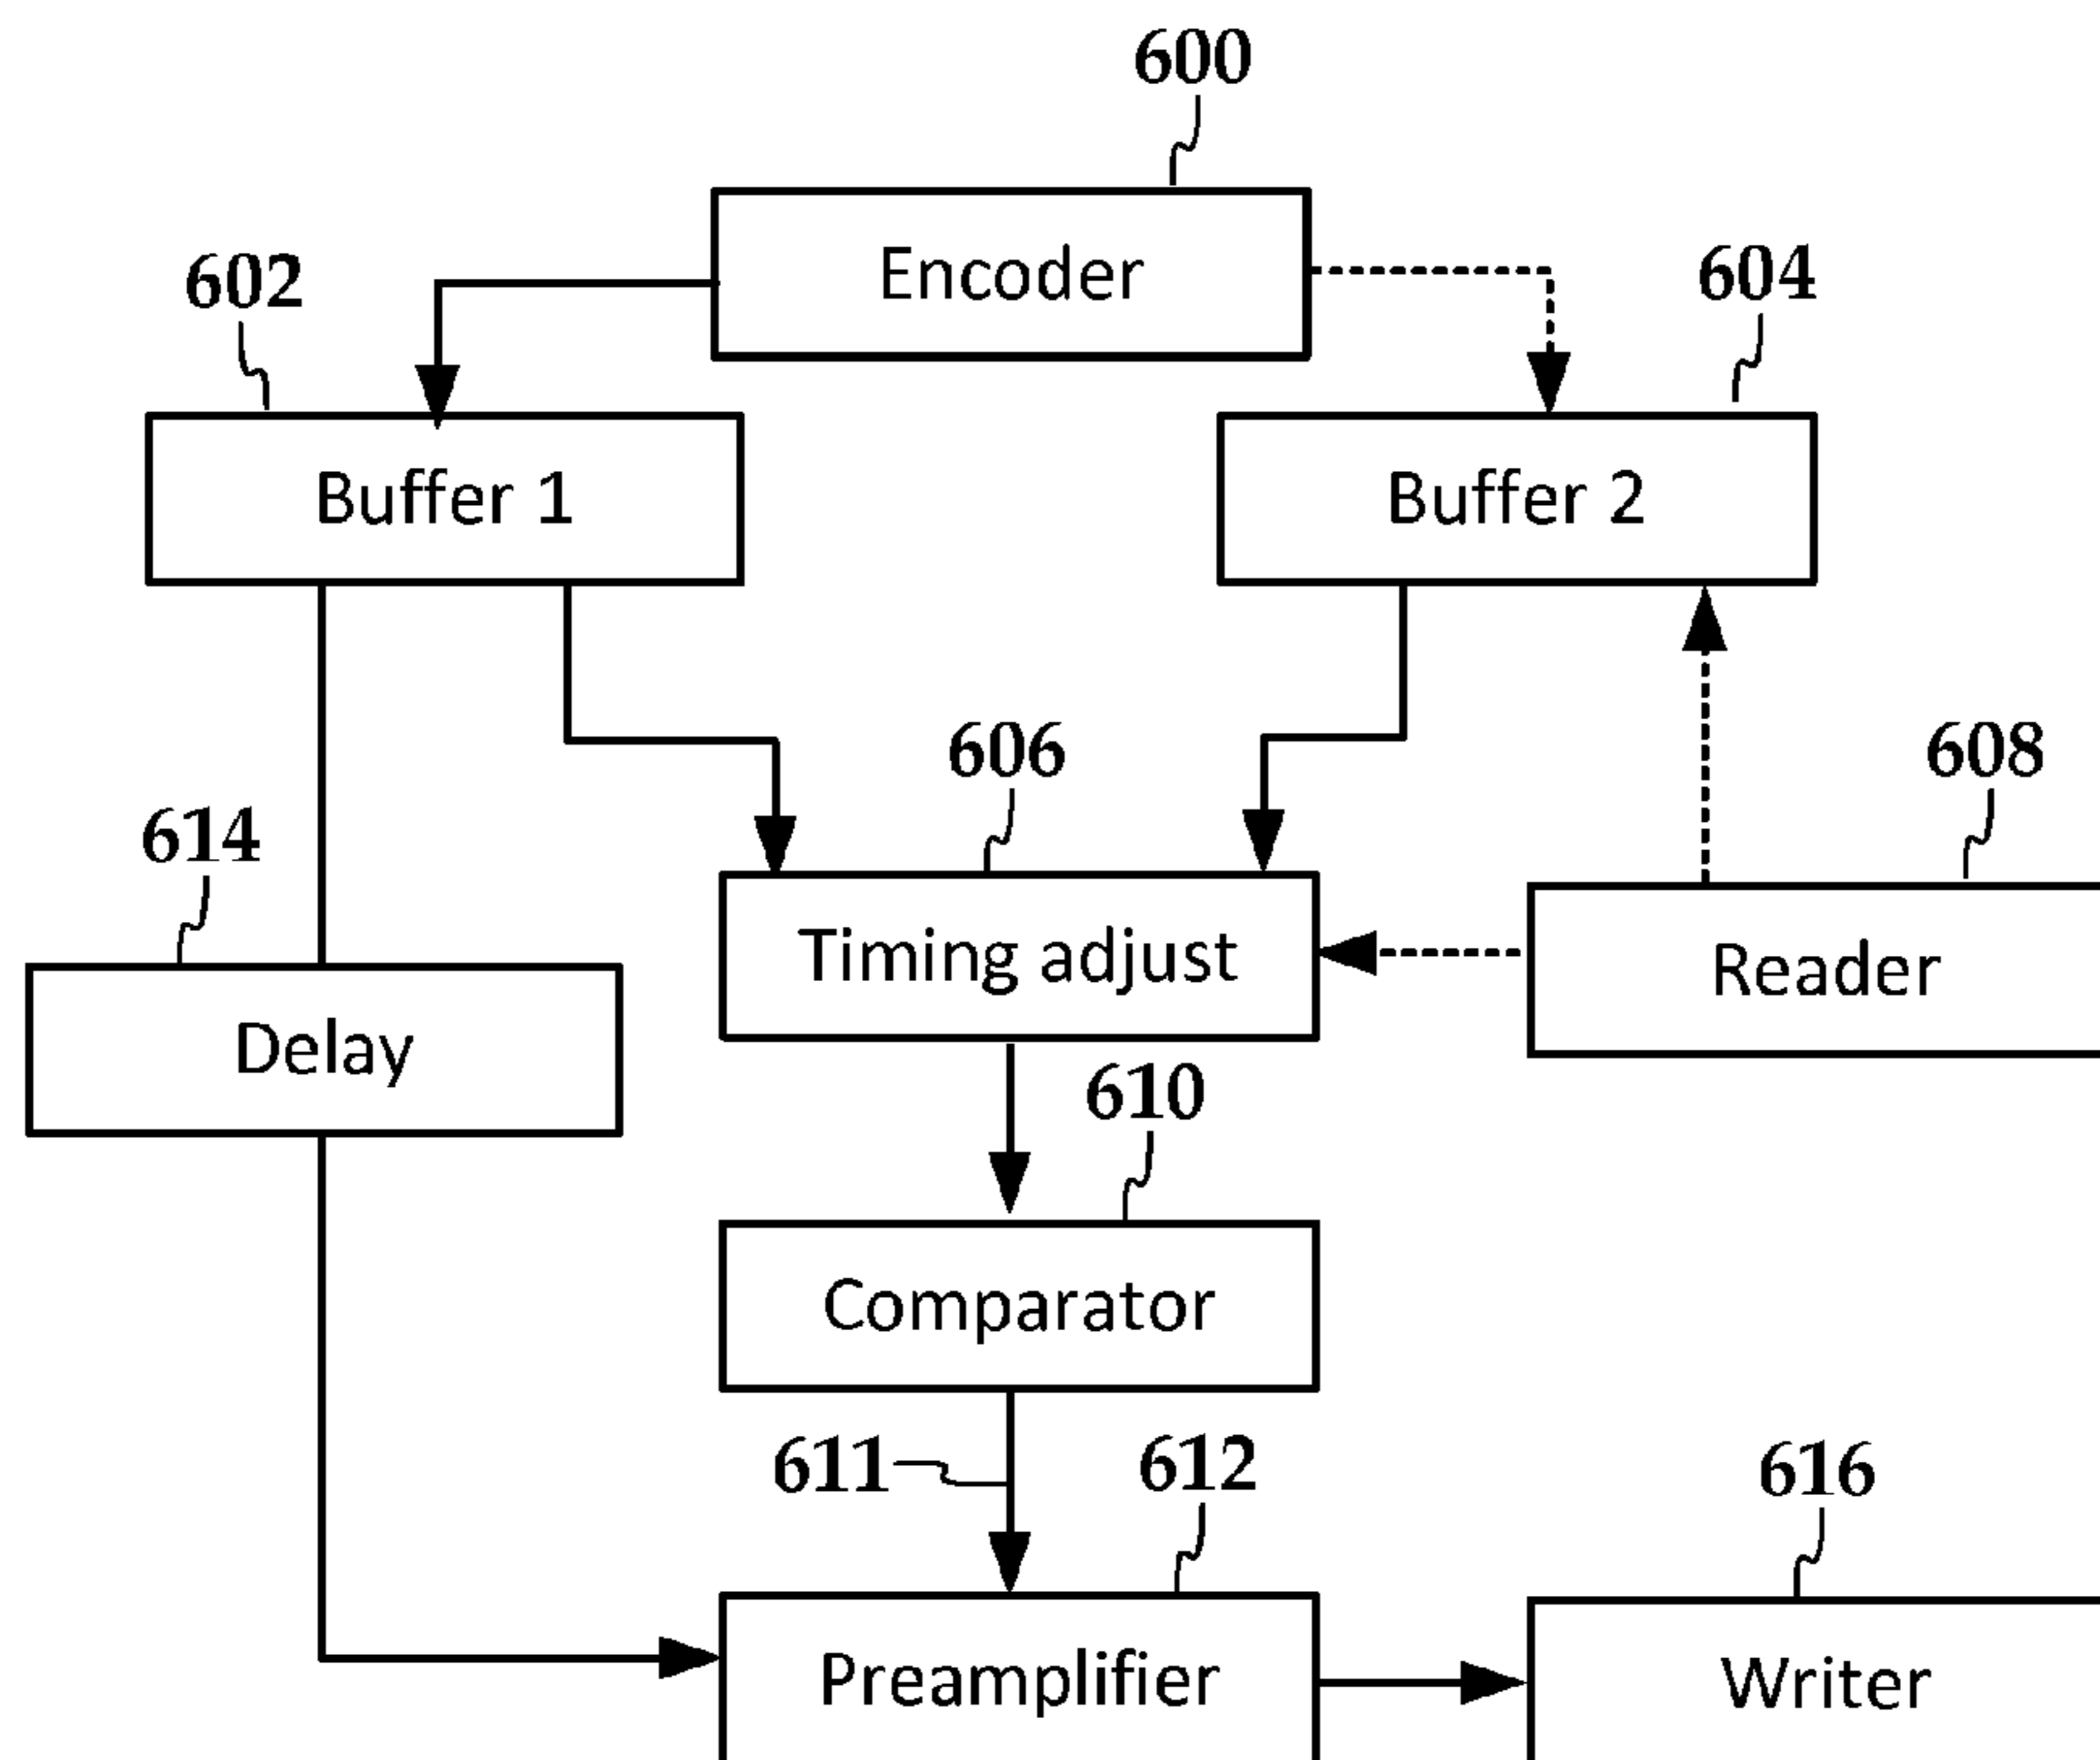 600
Encoder
602
604
Buffer 1
Buffer 2
606
608
614
Timing adjust
Reader
Delay
610
Comparator
611
612
616
Preamplifier
Writer